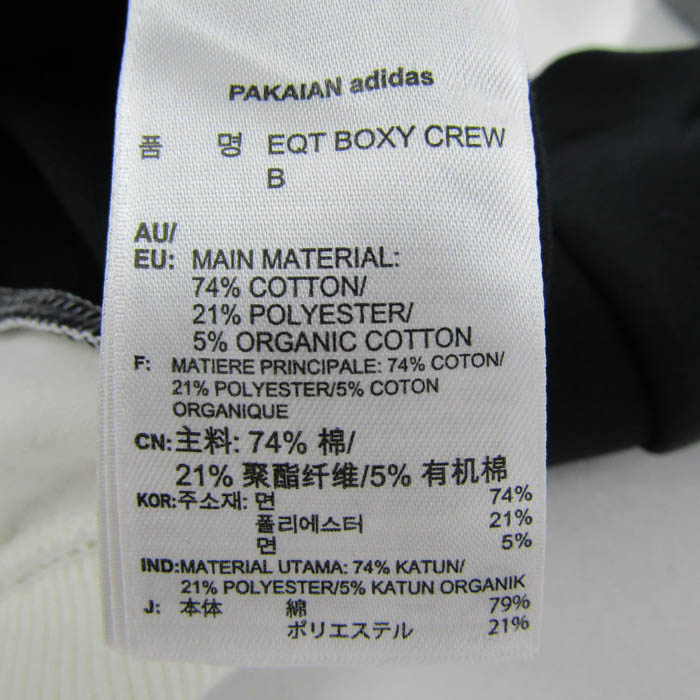 PAKAIAN adidas
품 명 EQT BOXY CREW
B
AU/
EU: MAIN MATERIAL:
74% COTTON/
21% POLYESTER/
5% ORGANIC COTTON
F: MATIERE PRINCIPALE: 74% COTON/
21% POLYESTER/5% COTON
ORGANIQUE
CN:主料: 74% 棉/
21% 聚酯纤维/5% 有机棉
KOR:주소재: 면 74%
폴리에스터 21%
면 5%
IND:MATERIAL UTAMA: 74% KATUN/
21% POLYESTER/5% KATUN ORGANIK
J: 本体 綿 79%
ポリエステル 21%